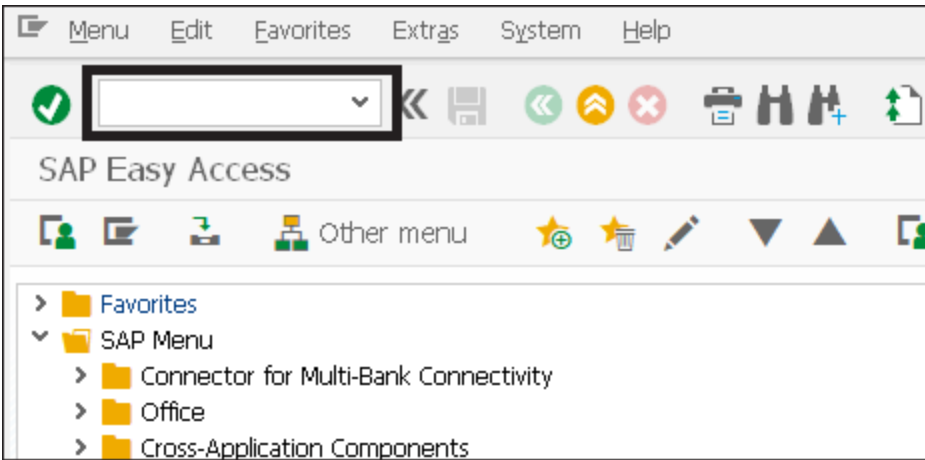 Menu Edit Favorites Extras System Help
SAP Easy Access
Other menu
Favorites
SAP Menu
Connector for Multi-Bank Connectivity
Office
Cross-Application Components